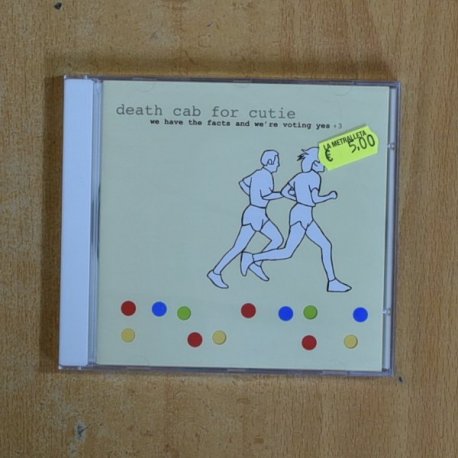 death cab for cutie
we have the facts and we're voting yes +3
LA METRALLETA
€ 5,00